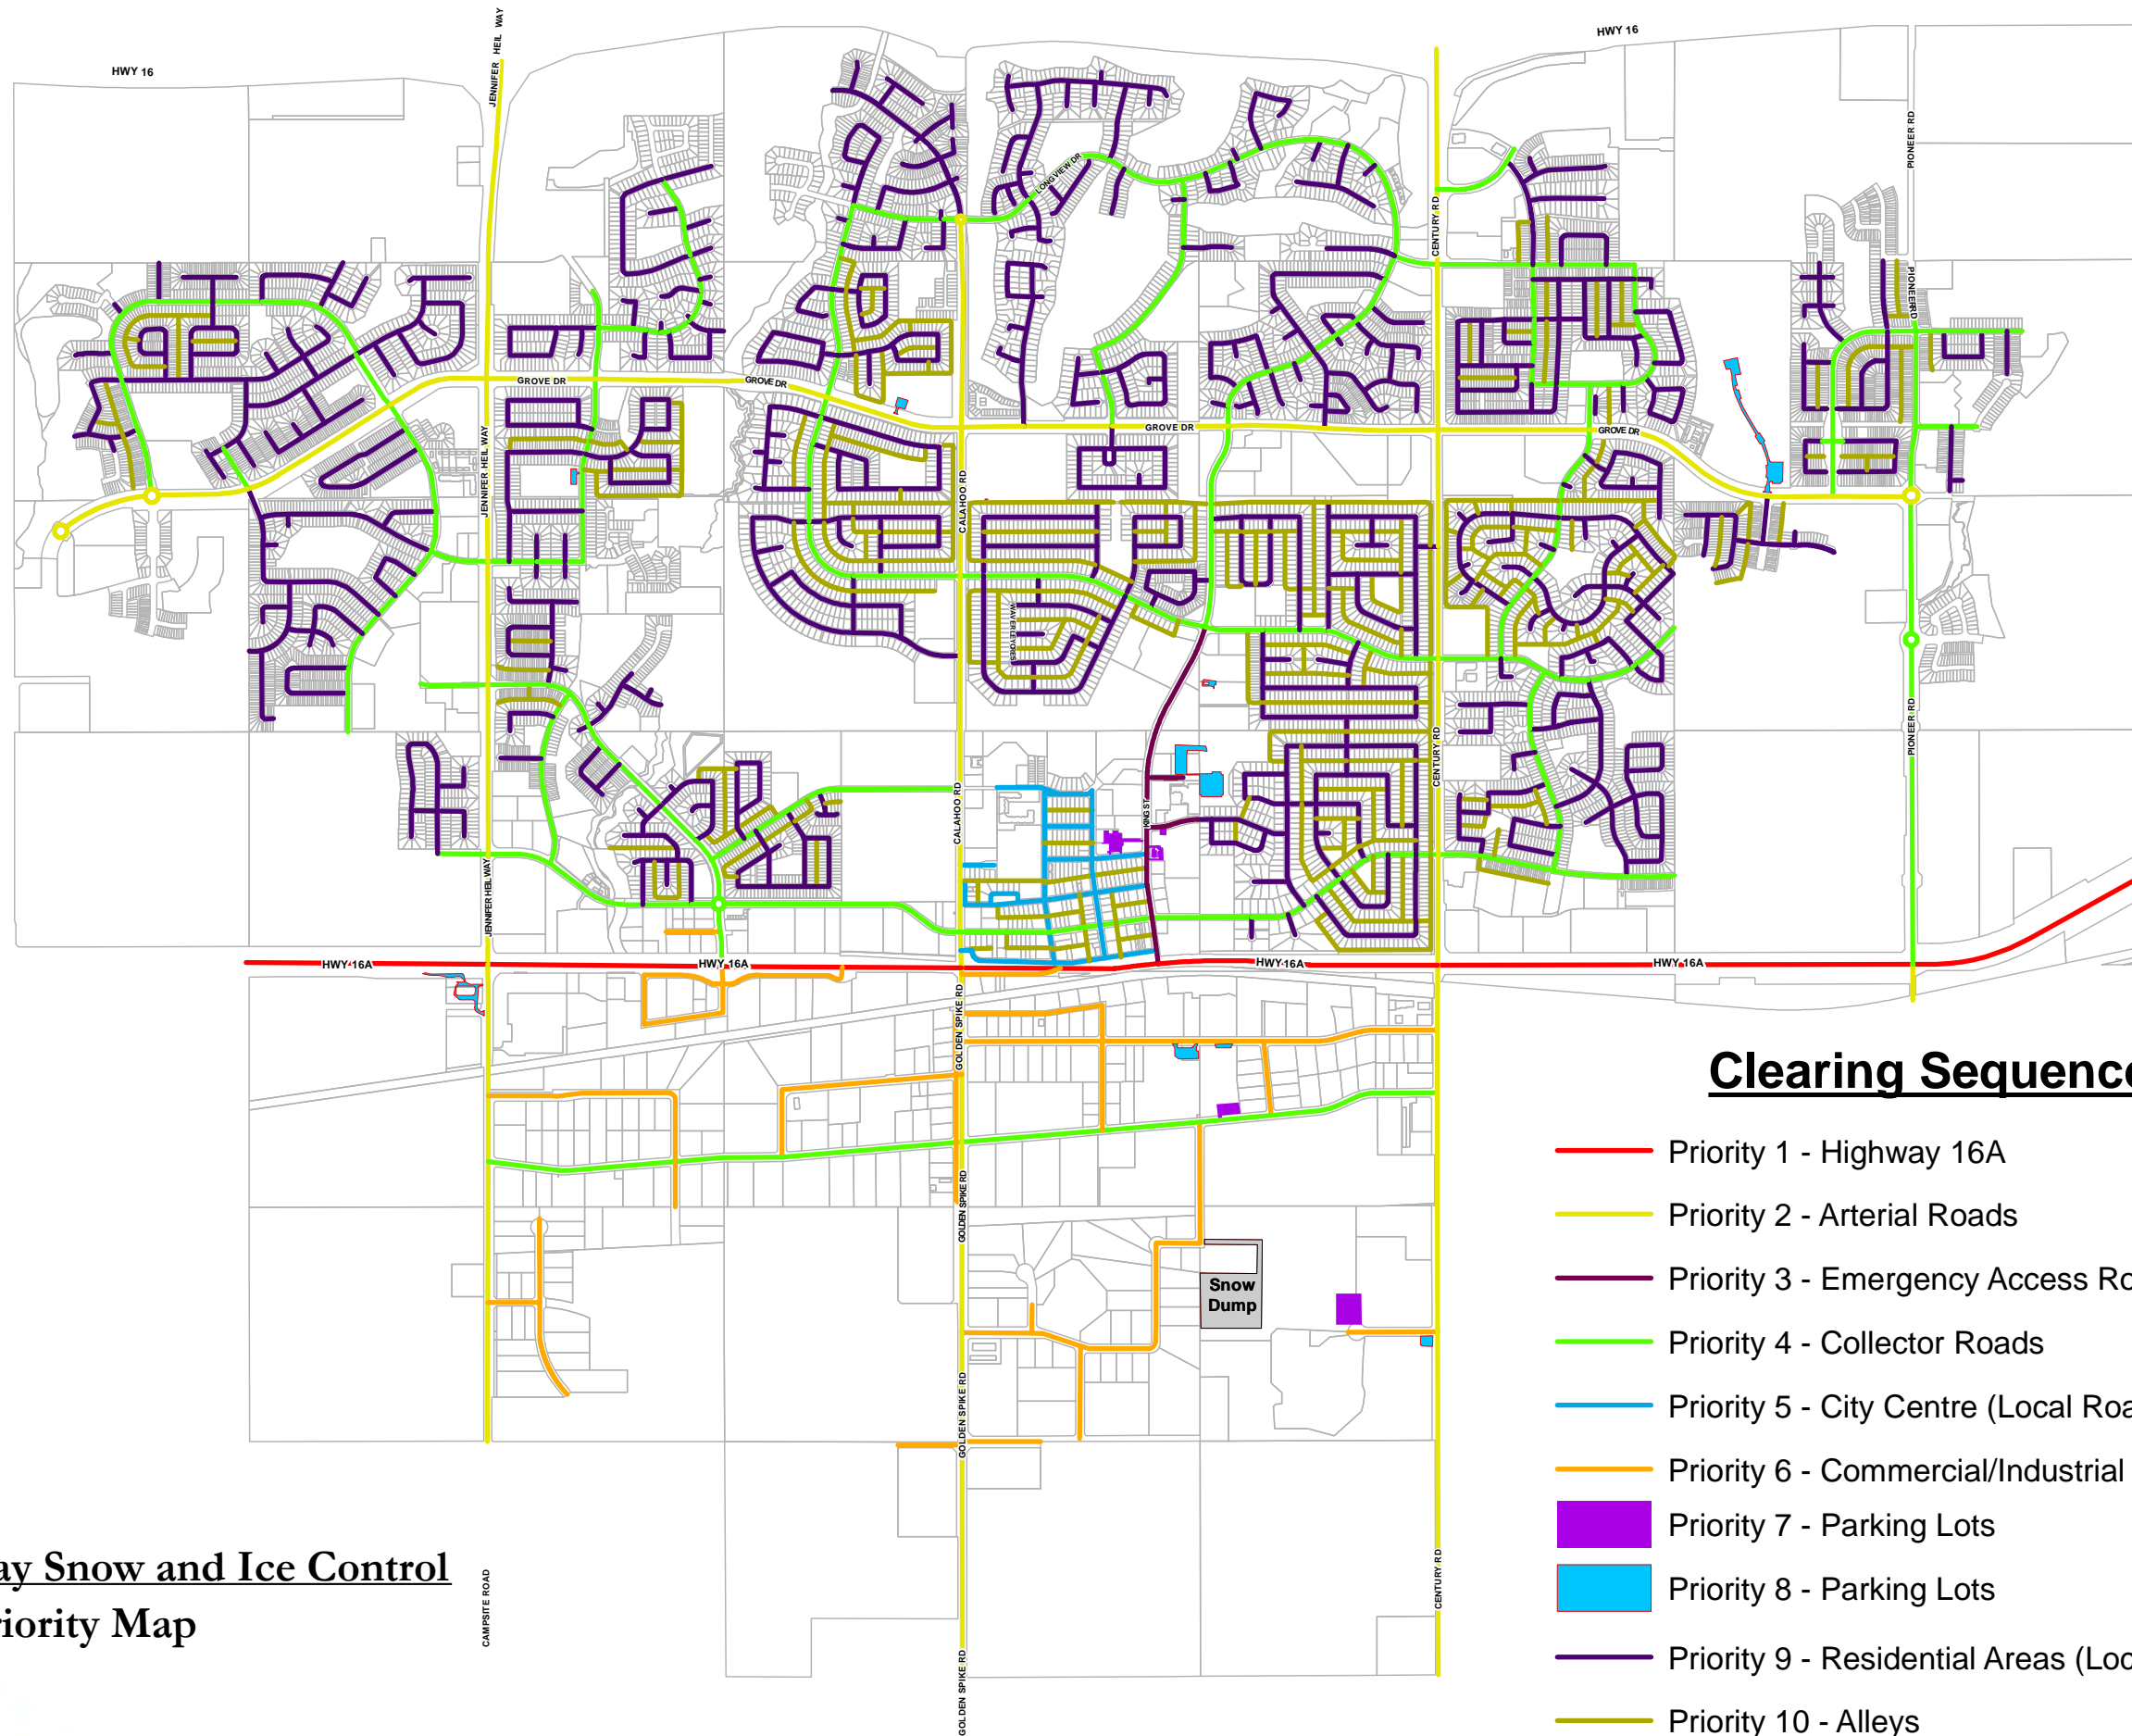 HWY 16
JENNIFER HEIL WAY
HWY 16
PIONEER RD
LONGVIEW DR
CENTURY RD
PIONEER RD
GROVE DR
GROVE DR
GROVE DR
GROVE DR
JENNIFER HEIL WAY
CALAHOO RD
WAVERLEY CRES
CENTURY RD
PIONEER RD
CALAHOO RD
KING ST
JENNIFER HEIL WAY
HWY 16A
HWY 16A
HWY 16A
HWY 16A
GOLDEN SPIKE RD
GOLDEN SPIKE RD
Snow
Dump
GOLDEN SPIKE RD
CAMPSITE ROAD
CENTURY RD
GOLDEN SPIKE RD
Clearing Sequence
Priority 1 - Highway 16A
Priority 2 - Arterial Roads
Priority 3 - Emergency Access Ro
Priority 4 - Collector Roads
Priority 5 - City Centre (Local Roa
Priority 6 - Commercial/Industrial
Priority 7 - Parking Lots
Priority 8 - Parking Lots
Priority 9 - Residential Areas (Loc
Priority 10 - Alleys
ay Snow and Ice Control
riority Map